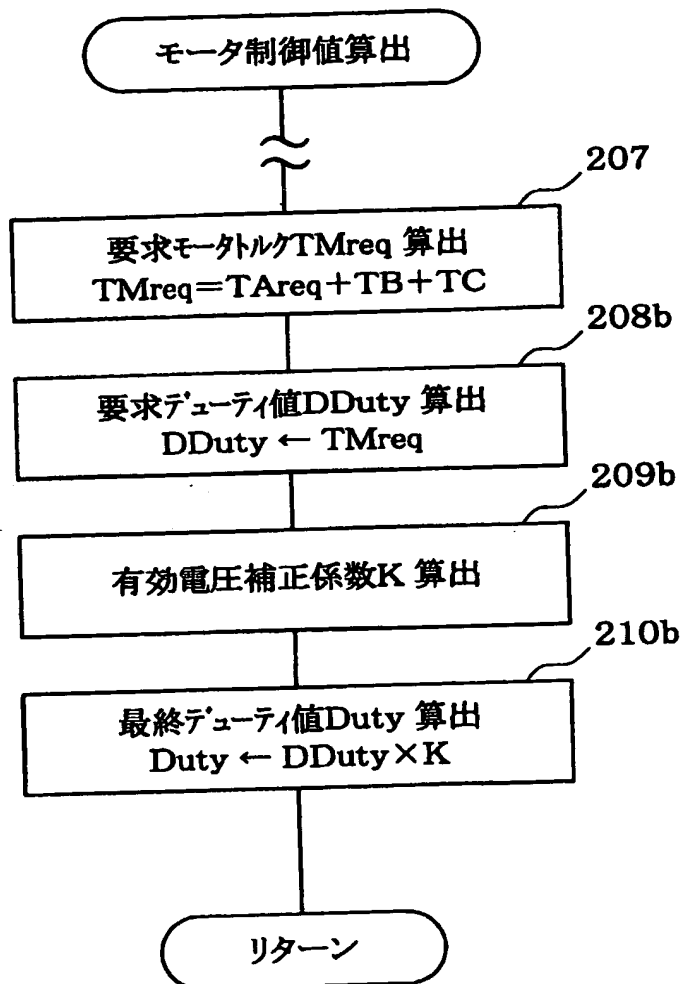 モータ制御値算出
207
要求モータトルクTMreq 算出
TMreq=TAreq+TB+TC
208b
要求デューティ値DDuty 算出
DDuty ← TMreq
209b
有効電圧補正係数K 算出
210b
最終デューティ値Duty 算出
Duty ← DDuty×K
リターン